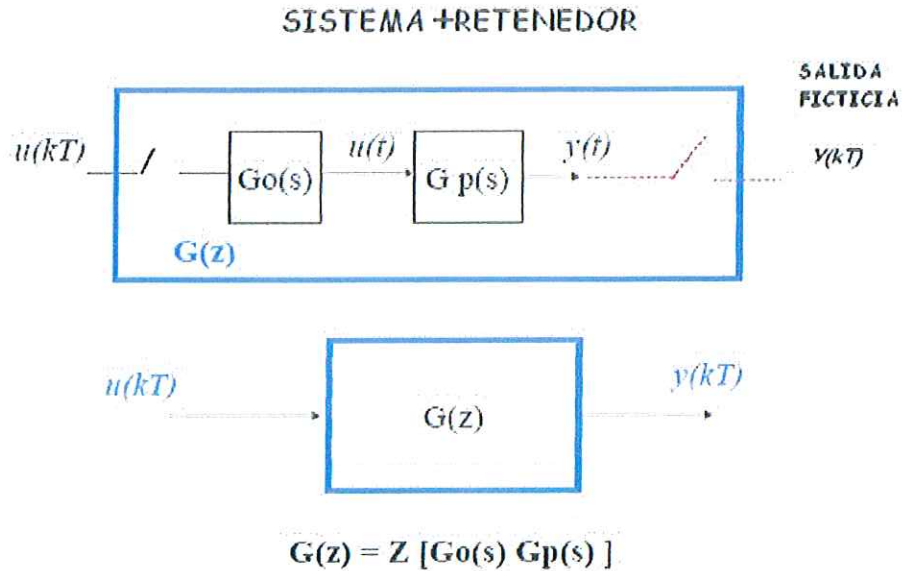 SISTEMA +RETENEDOR
SALIDA
FICTICIA
u(kT)
Go(s)
u(t)
G p(s)
y(t)
Y(kT)
G(z)
u(kT)
G(z)
y(kT)
G(z) = Z [Go(s) Gp(s) ]